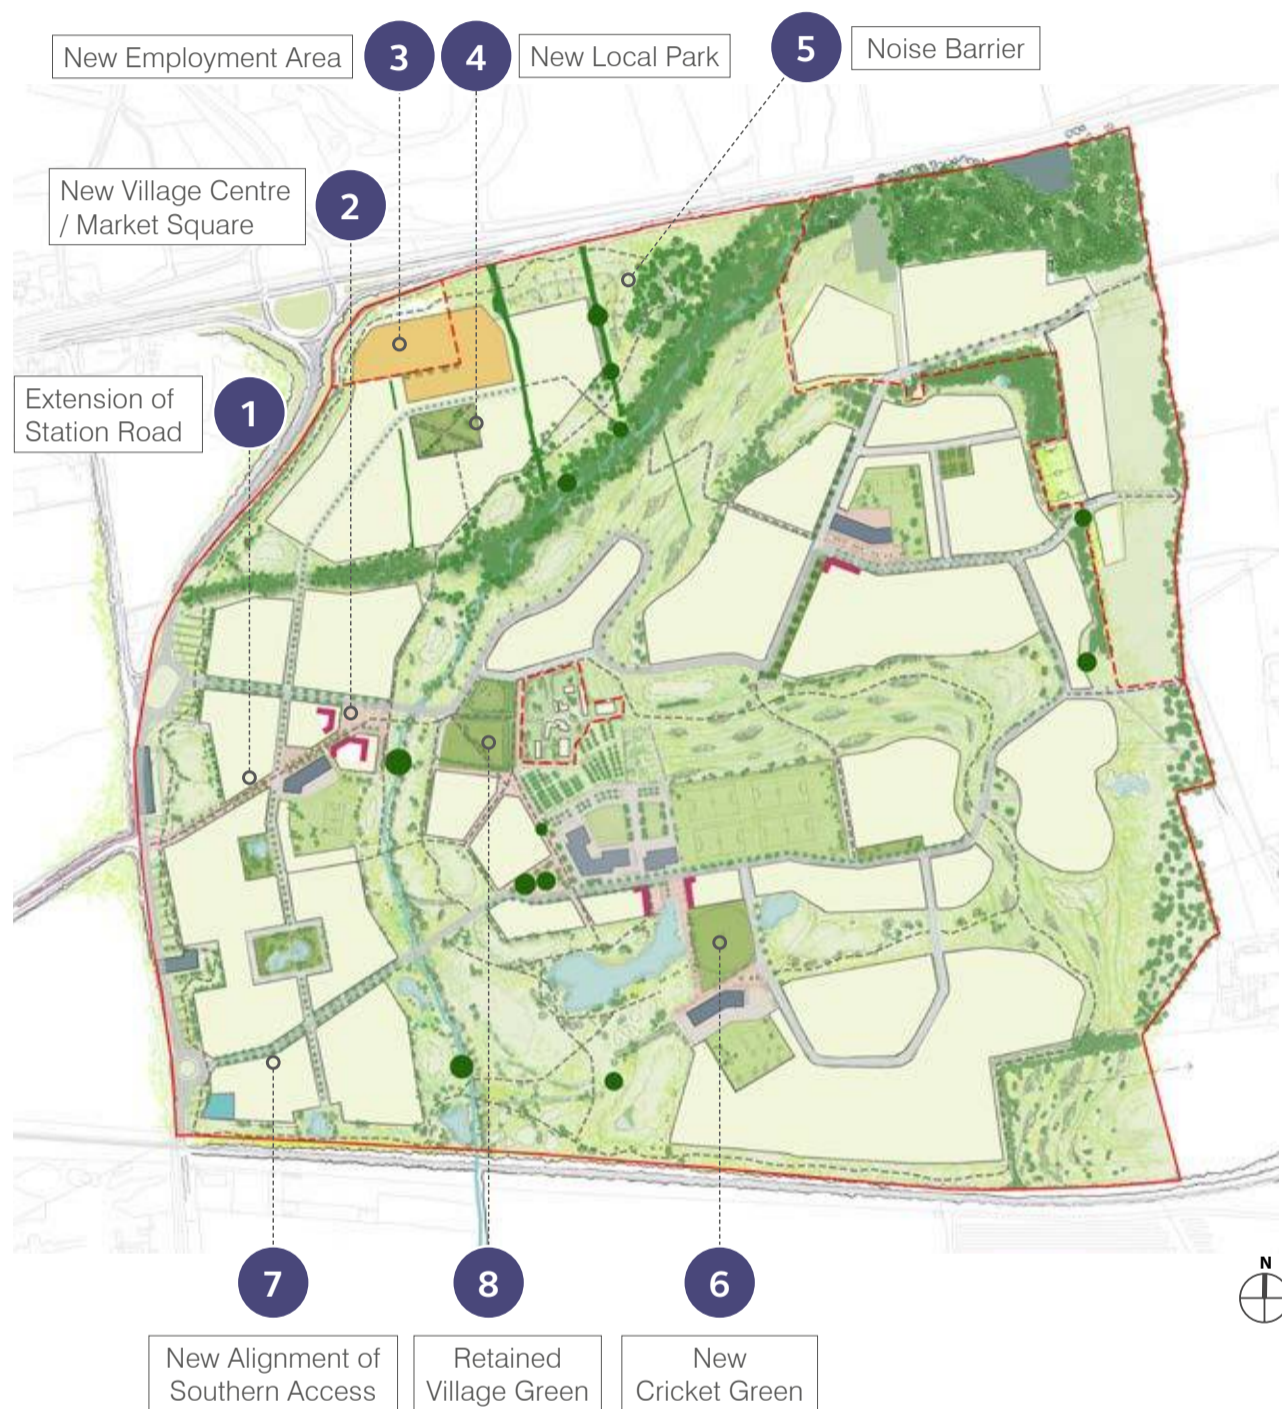 New Employment Area
3
4
New Local Park
5
Noise Barrier
New Village Centre
/ Market Square
2
Extension of
Station Road
1
7
8
6
N
New Alignment of
Southern Access
Retained
Village Green
New
Cricket Green